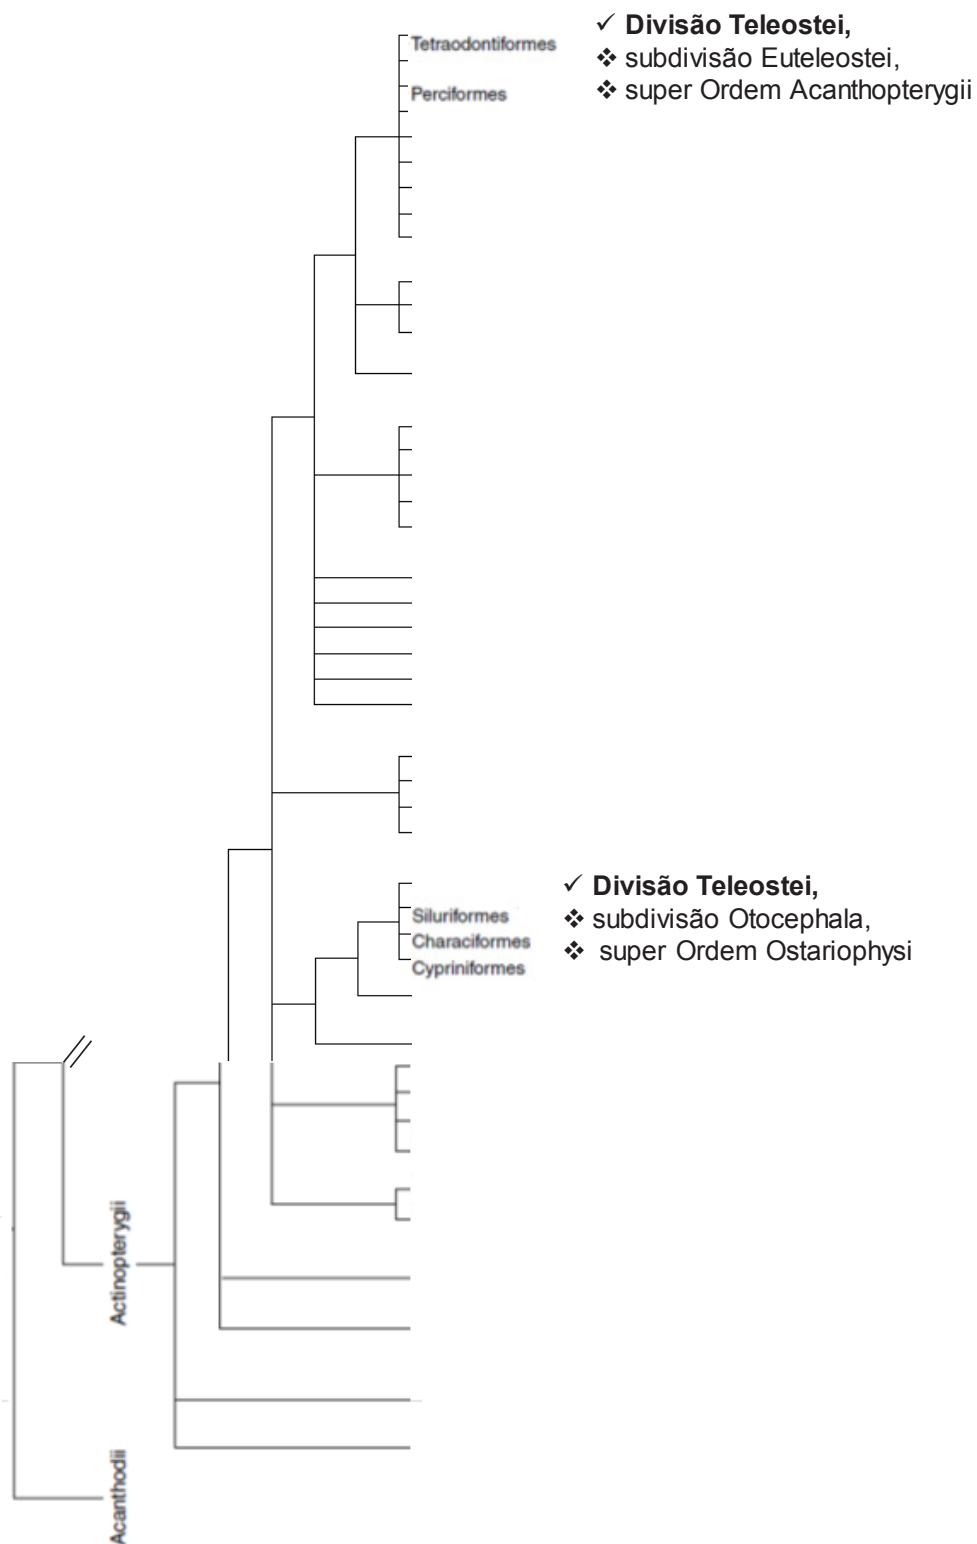 ✓ Divisão Teleostei,
❖ subdivisão Euteleostei,
❖ super Ordem Acanthopterygii
Tetraodontiformes
Perciformes
✓ Divisão Teleostei,
❖ subdivisão Otocephala,
❖ super Ordem Ostariophysi
Siluriformes
Characiformes
Cypriniformes
Actinopterygii
Acanthodii